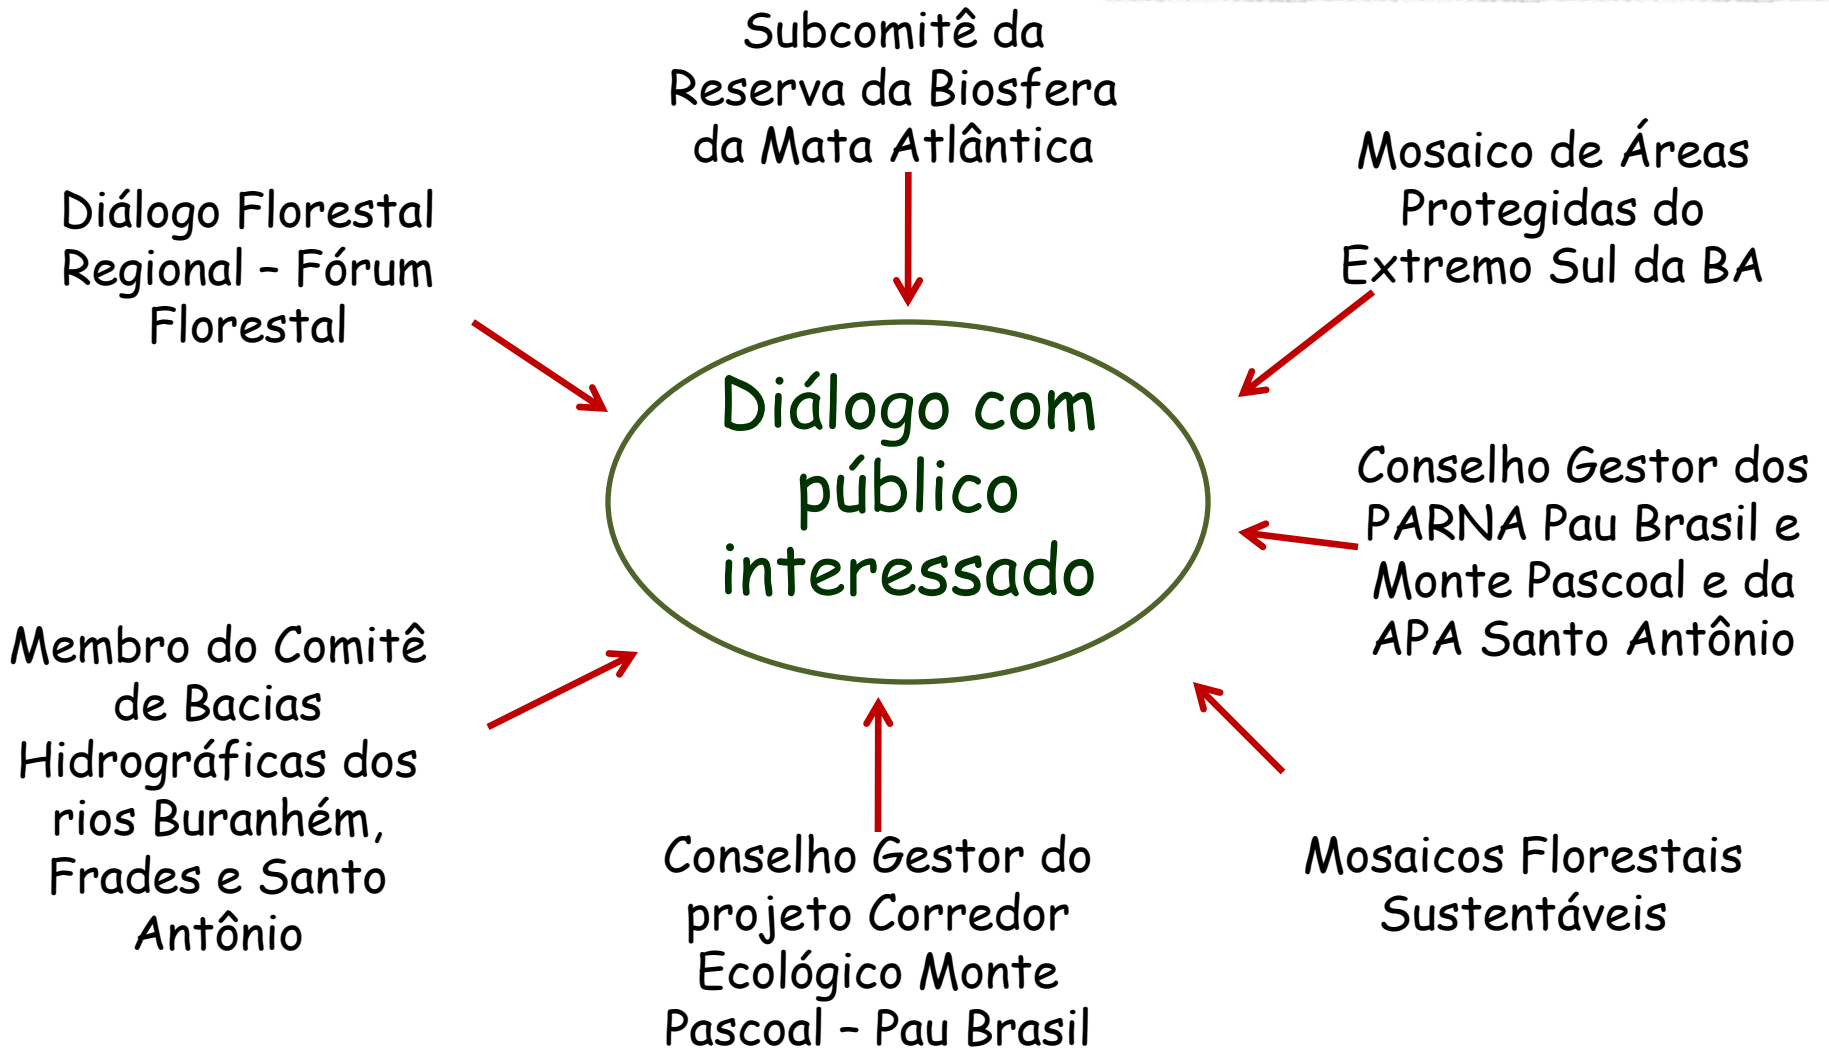 Subcomitê da
Reserva da Biosfera
da Mata Atlântica
Mosaico de Áreas
Protegidas do
Extremo Sul da BA
Diálogo Florestal
Regional – Fórum
Florestal
Diálogo com
público
interessado
Conselho Gestor dos
PARNA Pau Brasil e
Monte Pascoal e da
APA Santo Antônio
Membro do Comitê
de Bacias
Hidrográficas dos
rios Buranhém,
Frades e Santo
Antônio
Conselho Gestor do
projeto Corredor
Ecológico Monte
Pascoal – Pau Brasil
Mosaicos Florestais
Sustentáveis